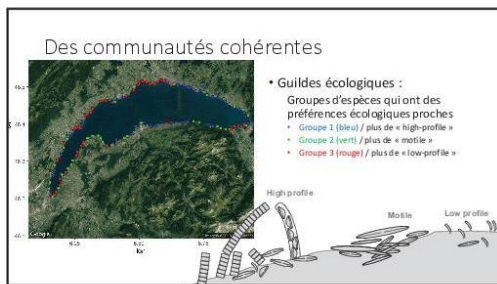 Des communautés cohérentes
• Guildes écologiques :
Groupes d'espèces qui ont des
préférences écologiques proches
• Groupe 1 (bleu) / plus de « high-profile »
• Groupe 2 (vert) / plus de « motile »
• Groupe 3 (rouge) / plus de « low-profile »
High profile
Motile
Low profile
lon